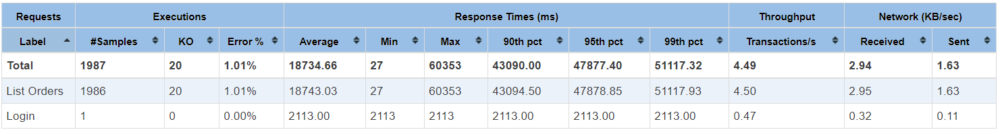 Requests Executions Response Times (ms) Throughput Network (KB/sec)
Label #Samples KO Error % Average Min Max 90th pct 95th pct 99th pct Transactions/s Received Sent
Total 1987 20 1.01% 18734.66 27 60353 43090.00 47877.40 51117.32 4.49 2.94 1.63
List Orders 1986 20 1.01% 18743.03 27 60353 43094.50 47878.85 51117.93 4.50 2.95 1.63
Login 1 0 0.00% 2113.00 2113 2113 2113.00 2113.00 2113.00 0.47 0.32 0.11